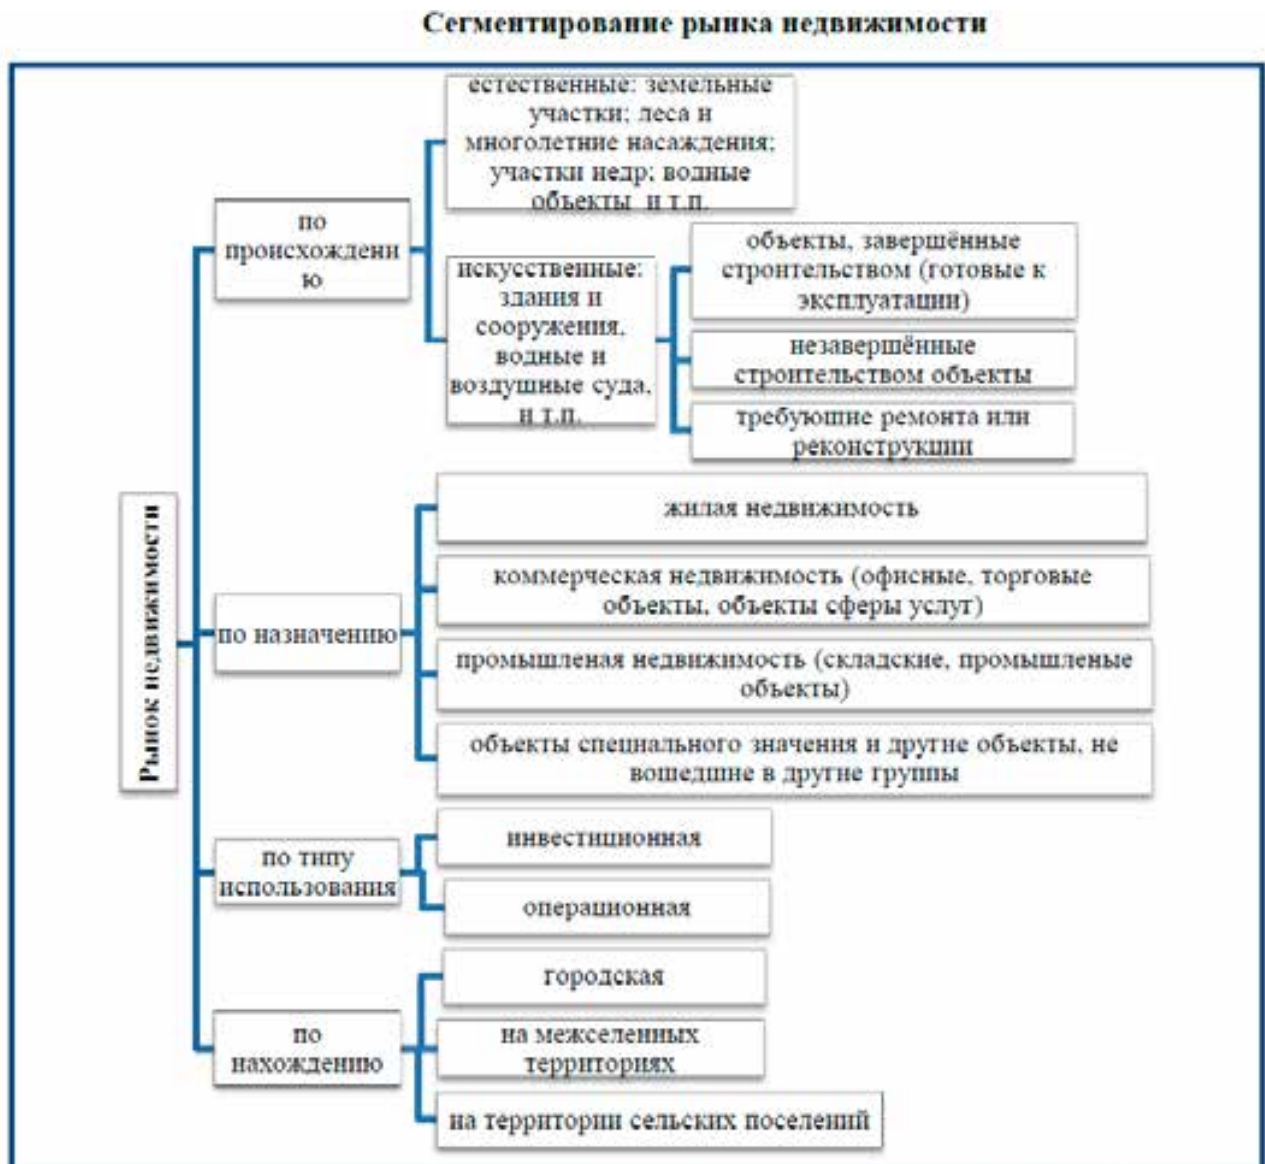 Сегментирование рынка недвижимости
естественные: земельные
участки; леса и
многолетние насаждения;
участки недр; водные
объекты и т.п.
по
происхождени
ю
искусственные:
здания и
сооружения,
водные и
воздушные суда,
и т.п.
объекты, завершённые
строительством (готовые к
эксплуатации)
незавершённые
строительством объекты
требующие ремонта или
реконструкции
Рынок недвижимости
по назначению
жилая недвижимость
коммерческая недвижимость (офисные, торговые
объекты, объекты сферы услуг)
промышленая недвижимость (складские, промышленые
объекты)
объекты специального значения и другие объекты, не
вошедшие в другие группы
по типу
использования
инвестиционная
операционная
по
нахождению
городская
на межселенных
территориях
на территории сельских поселений